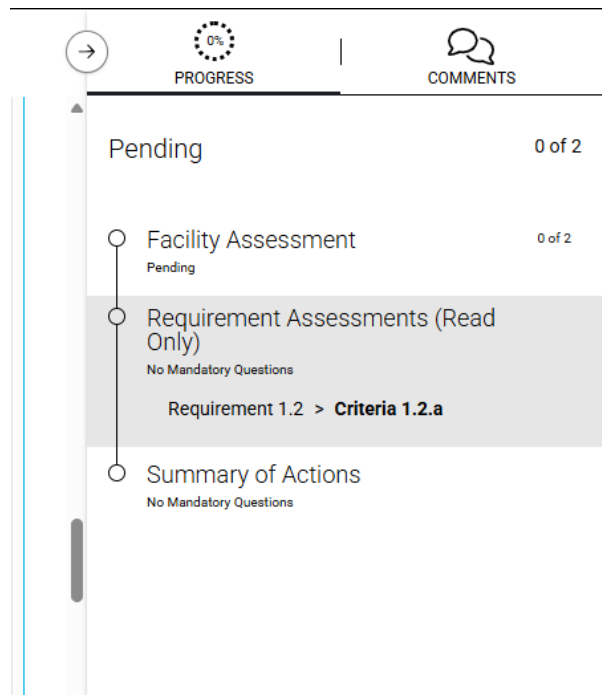 0%
PROGRESS
COMMENTS
Pending
0 of 2
Facility Assessment
0 of 2
Pending
Requirement Assessments (Read
Only)
No Mandatory Questions
Requirement 1.2 > Criteria 1.2.a
Summary of Actions
No Mandatory Questions